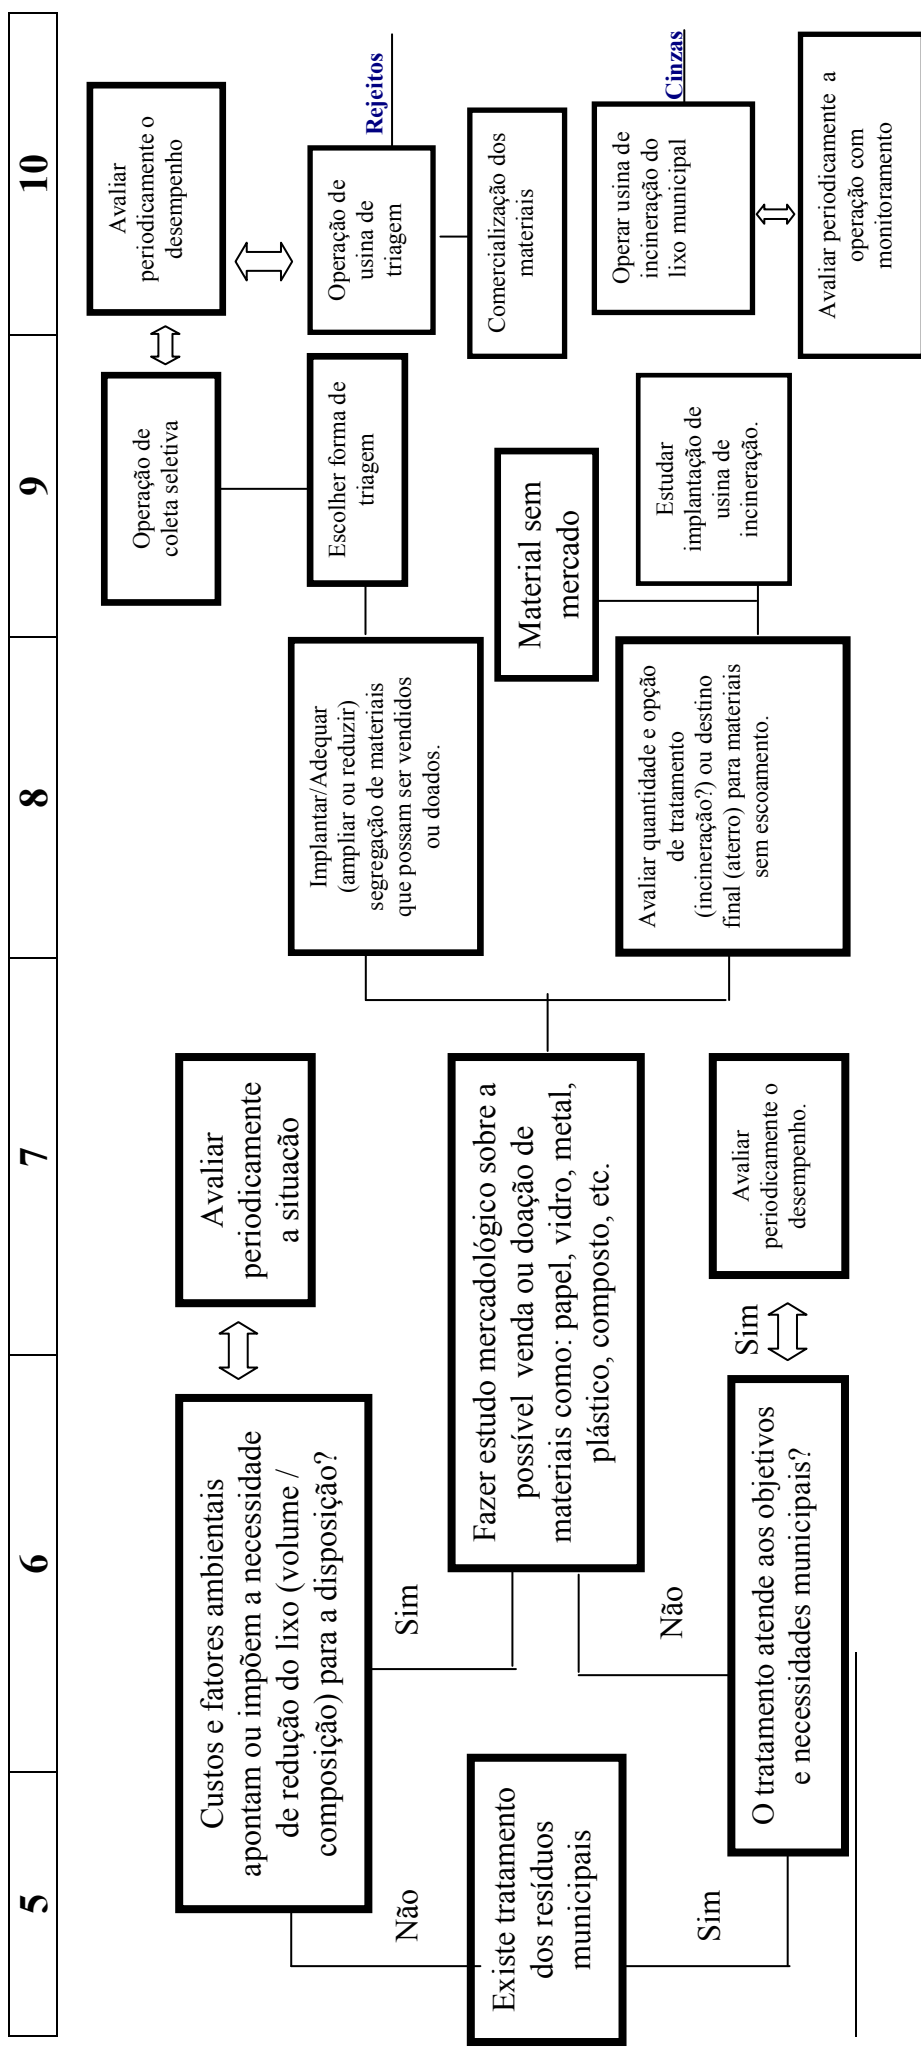 5
6
7
8
9
10
Existe tratamento
dos resíduos
municipais
Não
Sim
Custos e fatores ambientais
apontam ou impõem a necessidade
de redução do lixo (volume /
composição) para a disposição?
Sim
O tratamento atende aos objetivos
e necessidades municipais?
Não
Sim
Avaliar
periodicamente
a situação
Fazer estudo mercadológico sobre a
possível venda ou doação de
materiais como: papel, vidro, metal,
plástico, composto, etc.
Avaliar
periodicamente o
desempenho.
Implantar/Adequar
(ampliar ou reduzir)
segregação de materiais
que possam ser vendidos
ou doados.
Avaliar quantidade e opção
de tratamento
(incineração?) ou destino
final (aterro) para materiais
sem escoamento.
Operação de
coleta seletiva
Escolher forma de
triagem
Material sem
mercado
Estudar
implantação de
usina de
incineração.
Avaliar
periodicamente o
desempenho
Operação de
usina de
triagem
Rejeitos
Comercialização dos
materiais
Operar usina de
incineração do
lixo municipal
Cinzas
Avaliar periodicamente a
operação com
monitoramento